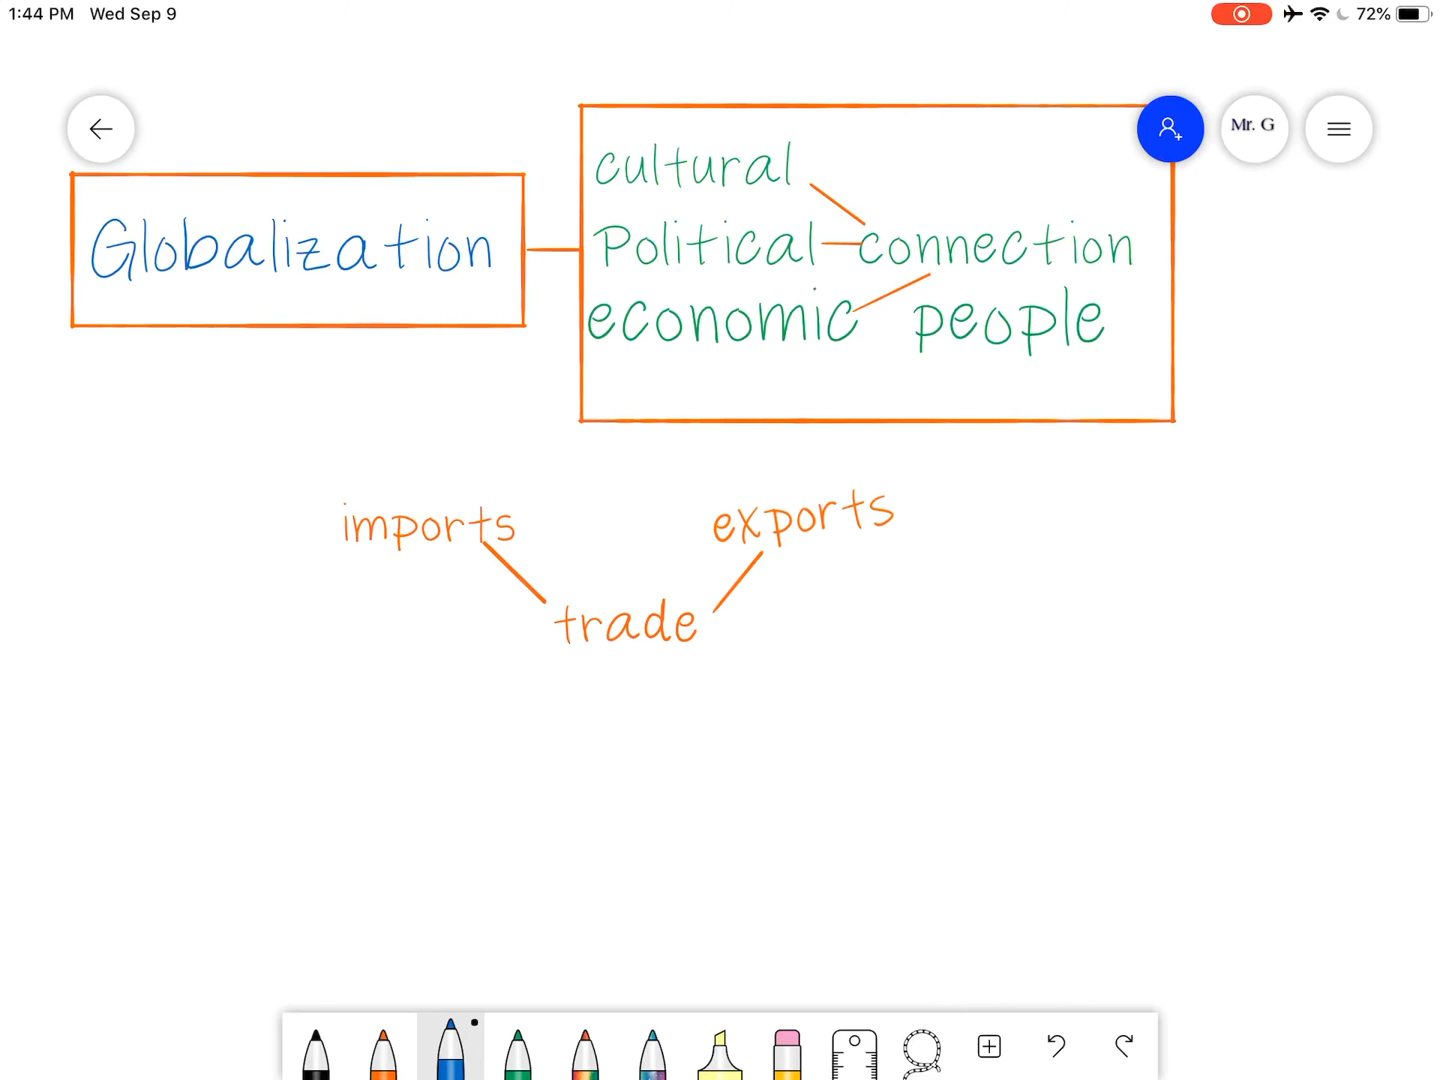 1:44 PM Wed Sep 9 72%
Mr. G
cultural
Globalization Political connection
economic people
imports exports
trade